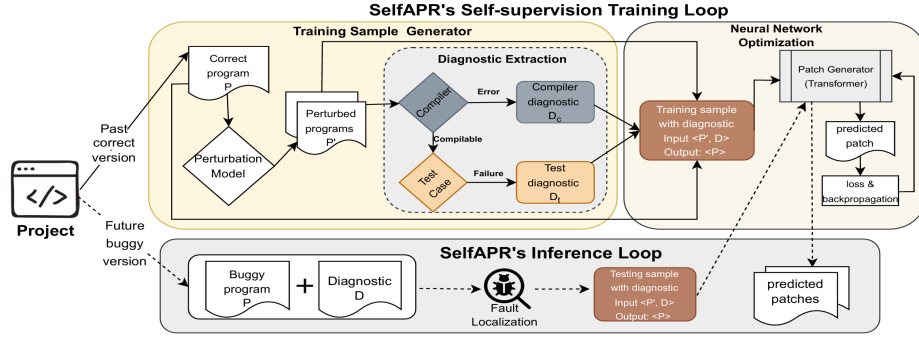 SelfAPR's Self-supervision Training Loop
Training Sample Generator
Neural Network
Optimization
Correct
program
P
Perturbation
Model
Perturbed
programs
P'
Diagnostic Extraction
Compiler
Error
Compiler
diagnostic
Dc
Compilable
Test
Case
Failure
Test
diagnostic
Dt
Training sample
with diagnostic
Input <P', D>
Output: <P>
Patch Generator
(Transformer)
predicted
patch
loss &
backpropagation
Past
correct
version
</>
Project
Future
buggy
version
SelfAPR's Inference Loop
Buggy
program
P
+
Diagnostic
D
Fault
Localization
Testing sample
with diagnostic
Input <P', D>
Output: <P>
predicted
patches